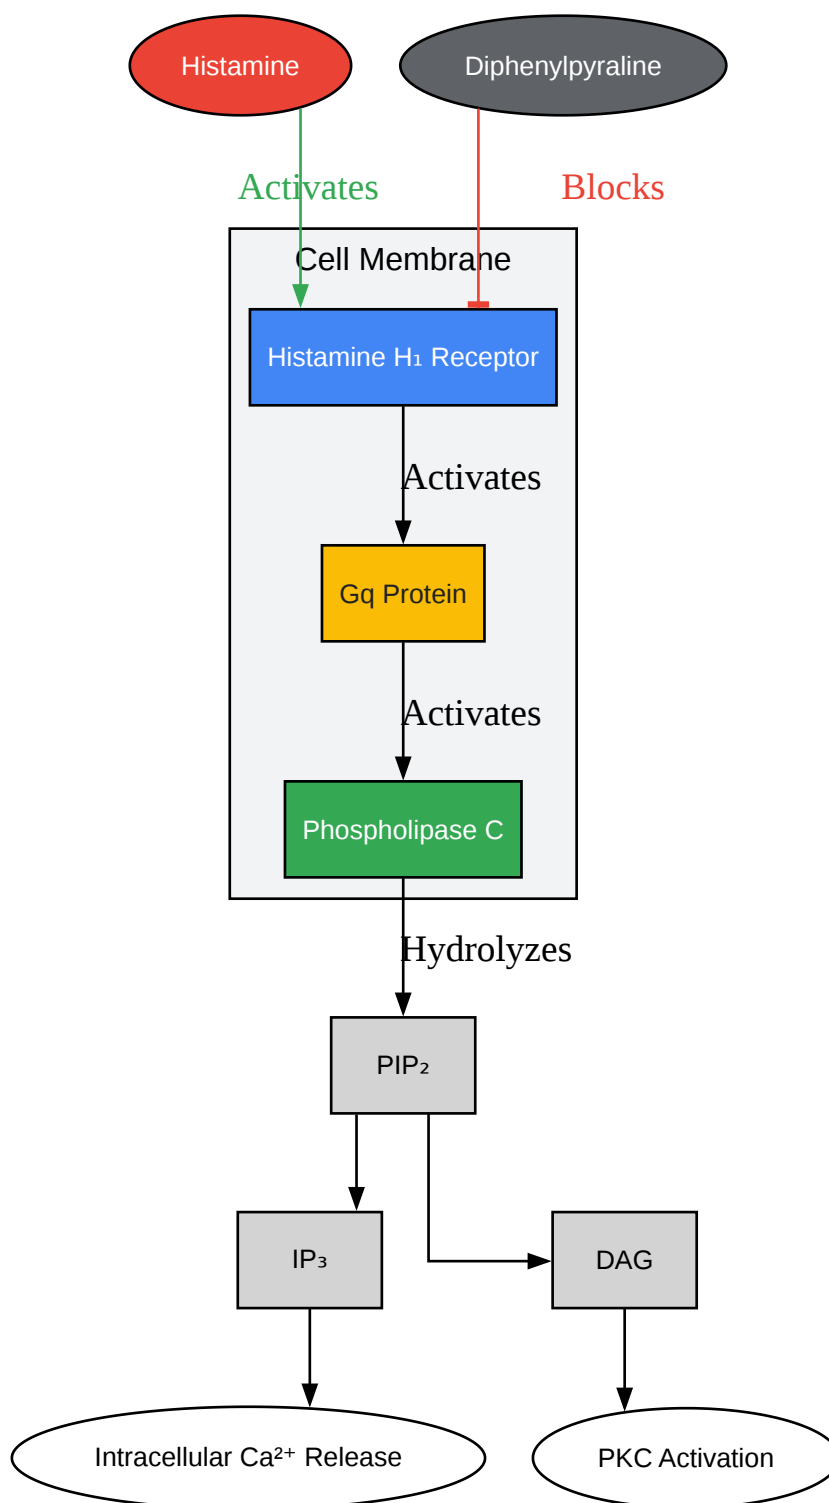 Histamine
Diphenylpyraline
Activates
Blocks
Cell Membrane
Histamine H₁ Receptor
Activates
Gq Protein
Activates
Phospholipase C
Hydrolyzes
PIP₂
IP₃
DAG
Intracellular Ca²⁺ Release
PKC Activation